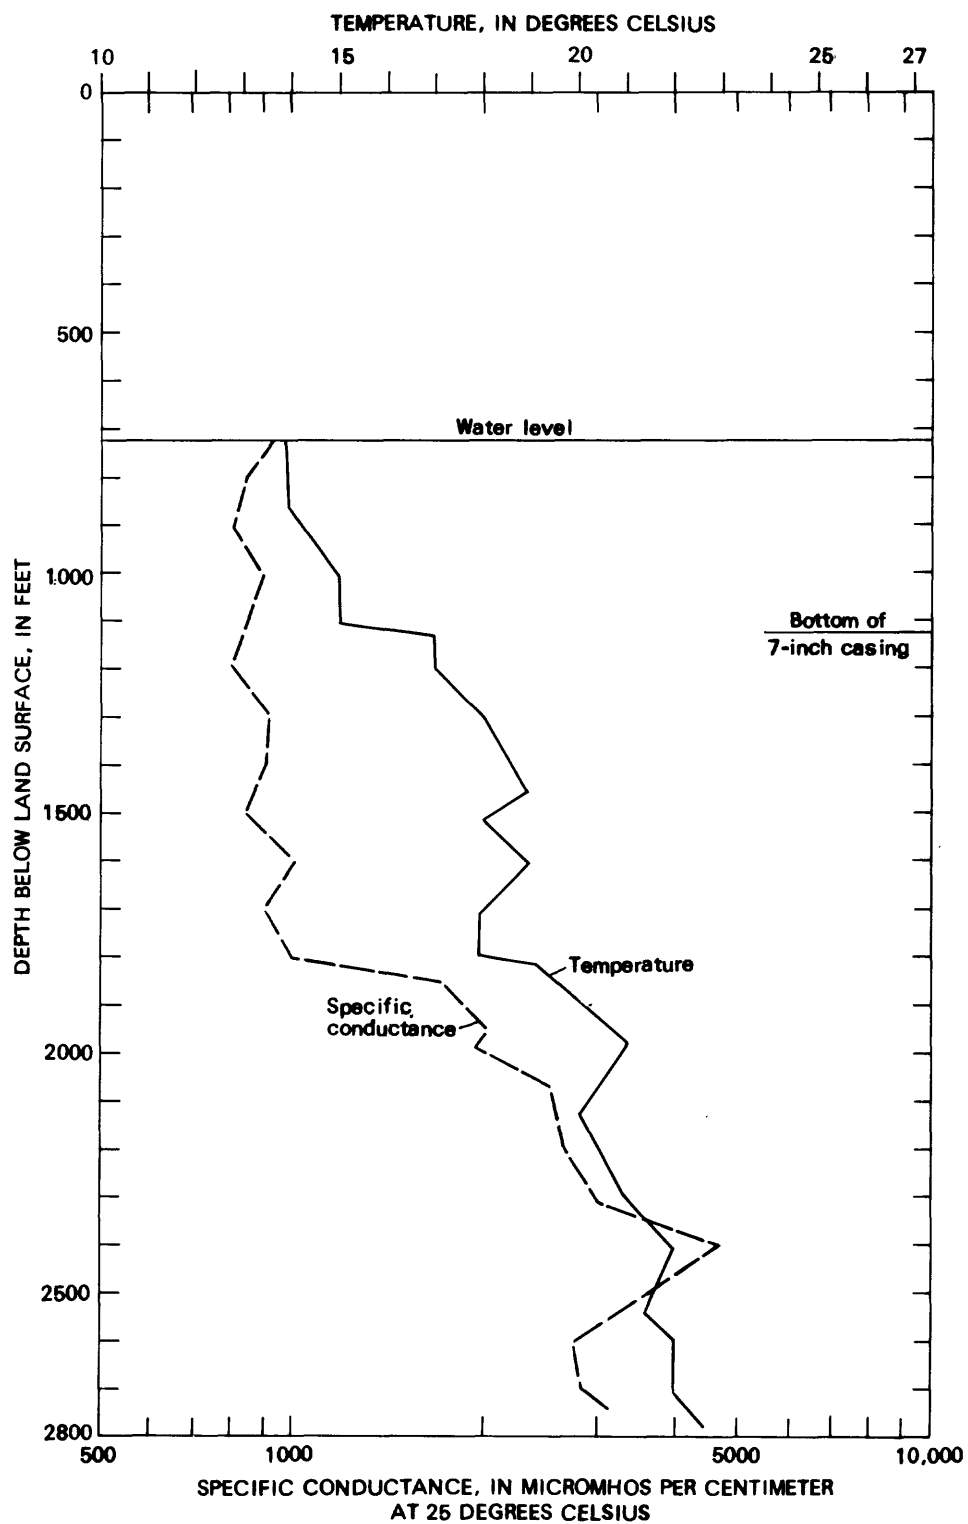 TEMPERATURE, IN DEGREES CELSIUS
10 15 20 25 27
0
500
Water level
DEPTH BELOW LAND SURFACE, IN FEET
1000
Bottom of
7-inch casing
1500
Temperature
Specific
conductance
2000
2500
2800
500 1000 5000 10,000
SPECIFIC CONDUCTANCE, IN MICROMHOS PER CENTIMETER
AT 25 DEGREES CELSIUS